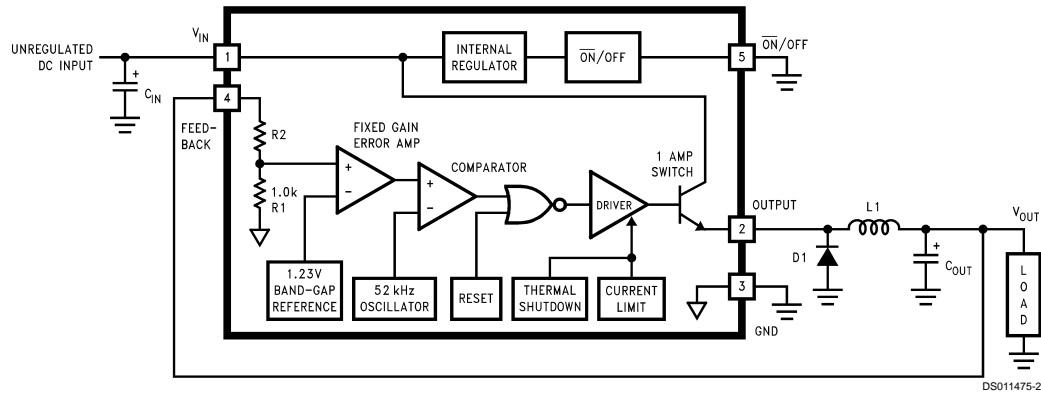 UNREGULATED
DC INPUT
V_IN
+
C_IN
1
4
FEED-
BACK
R2
1.0k
R1
INTERNAL
REGULATOR
O̅N̅/OFF
5
O̅N̅/OFF
FIXED GAIN
ERROR AMP
+
−
COMPARATOR
+
−
DRIVER
1 AMP
SWITCH
OUTPUT
2
3
GND
1.23V
BAND-GAP
REFERENCE
52 kHz
OSCILLATOR
RESET
THERMAL
SHUTDOWN
CURRENT
LIMIT
D1
L1
+
C_OUT
V_OUT
LOAD
DS011475-2